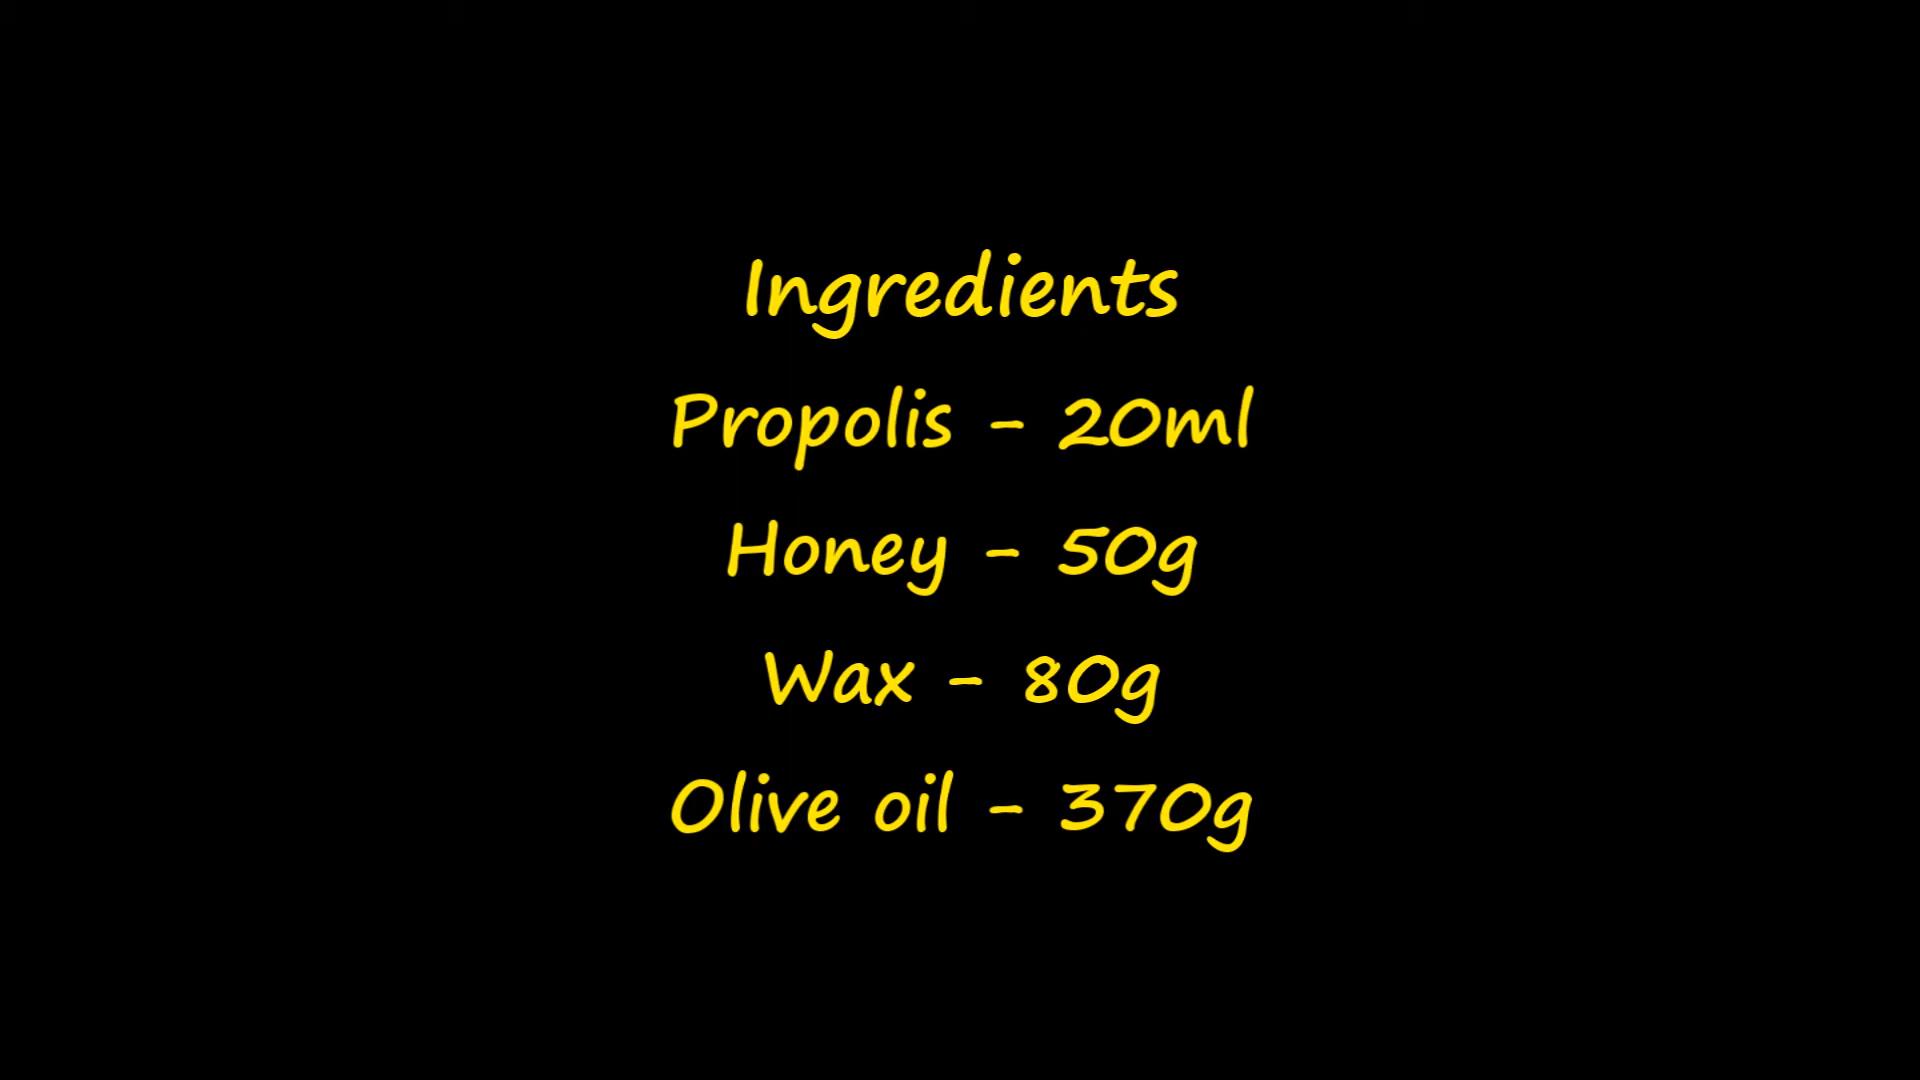 Ingredients
Propolis - 20ml
Honey - 50g
Wax - 80g
Olive oil - 370g